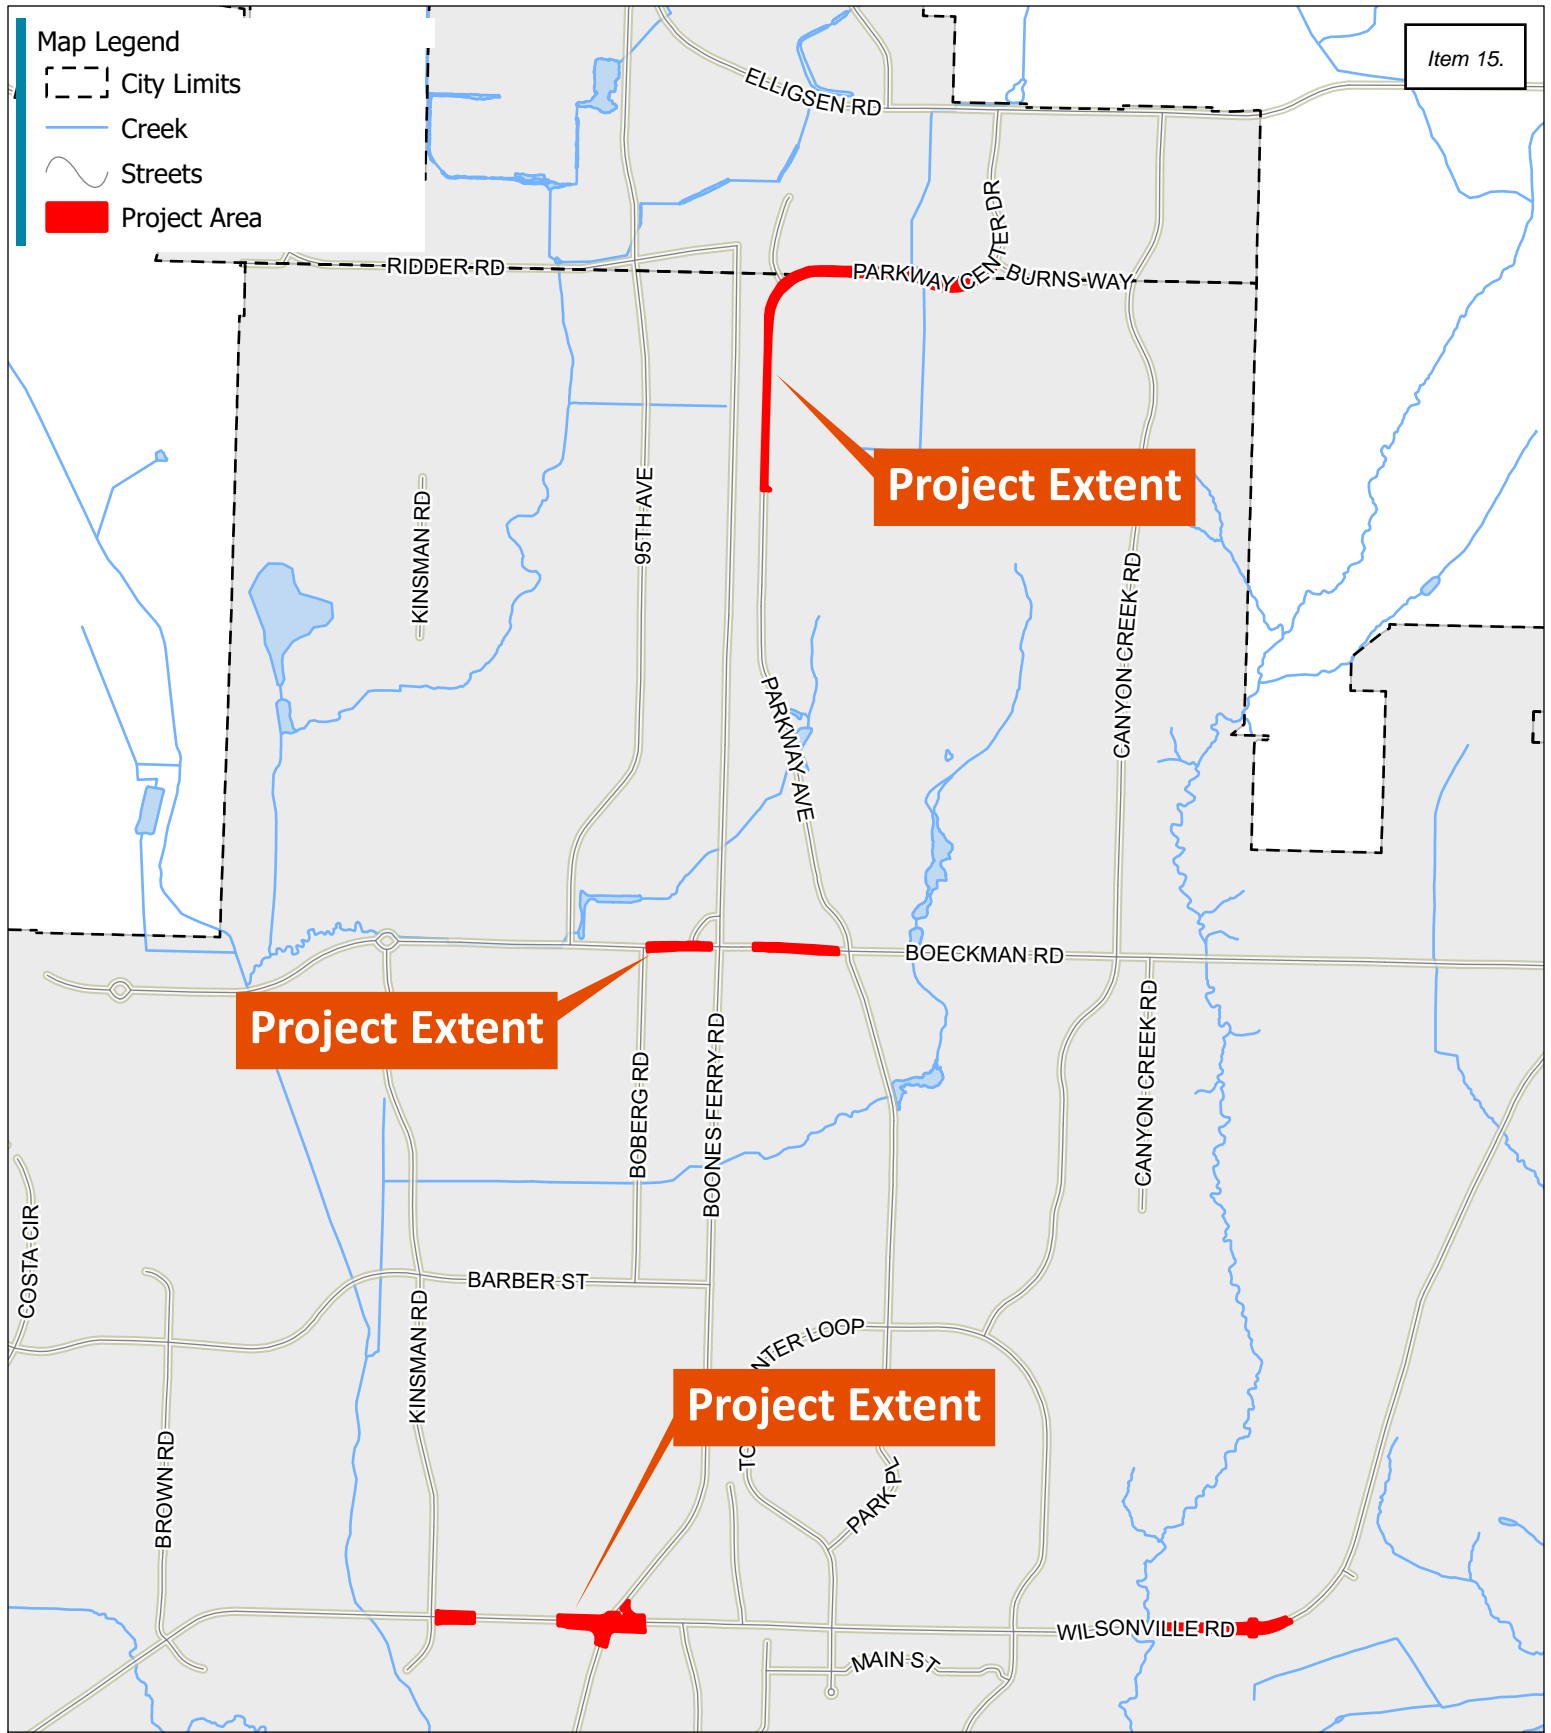 Map Legend
City Limits
Creek
Streets
Project Area
Item 15.
ELLIGSEN RD
RIDDER RD
PARKWAY CENTER DR
BURNS WAY
Project Extent
KINSMAN RD
95TH AVE
CANYON CREEK RD
PARKWAY AVE
BOECKMAN RD
Project Extent
BOBERG RD
BOONES FERRY RD
CANYON CREEK RD
COSTA CIR
BARBER ST
KINSMAN RD
NTER LOOP
Project Extent
TO
BROWN RD
PARK PL
WILSONVILLE RD
MAIN ST